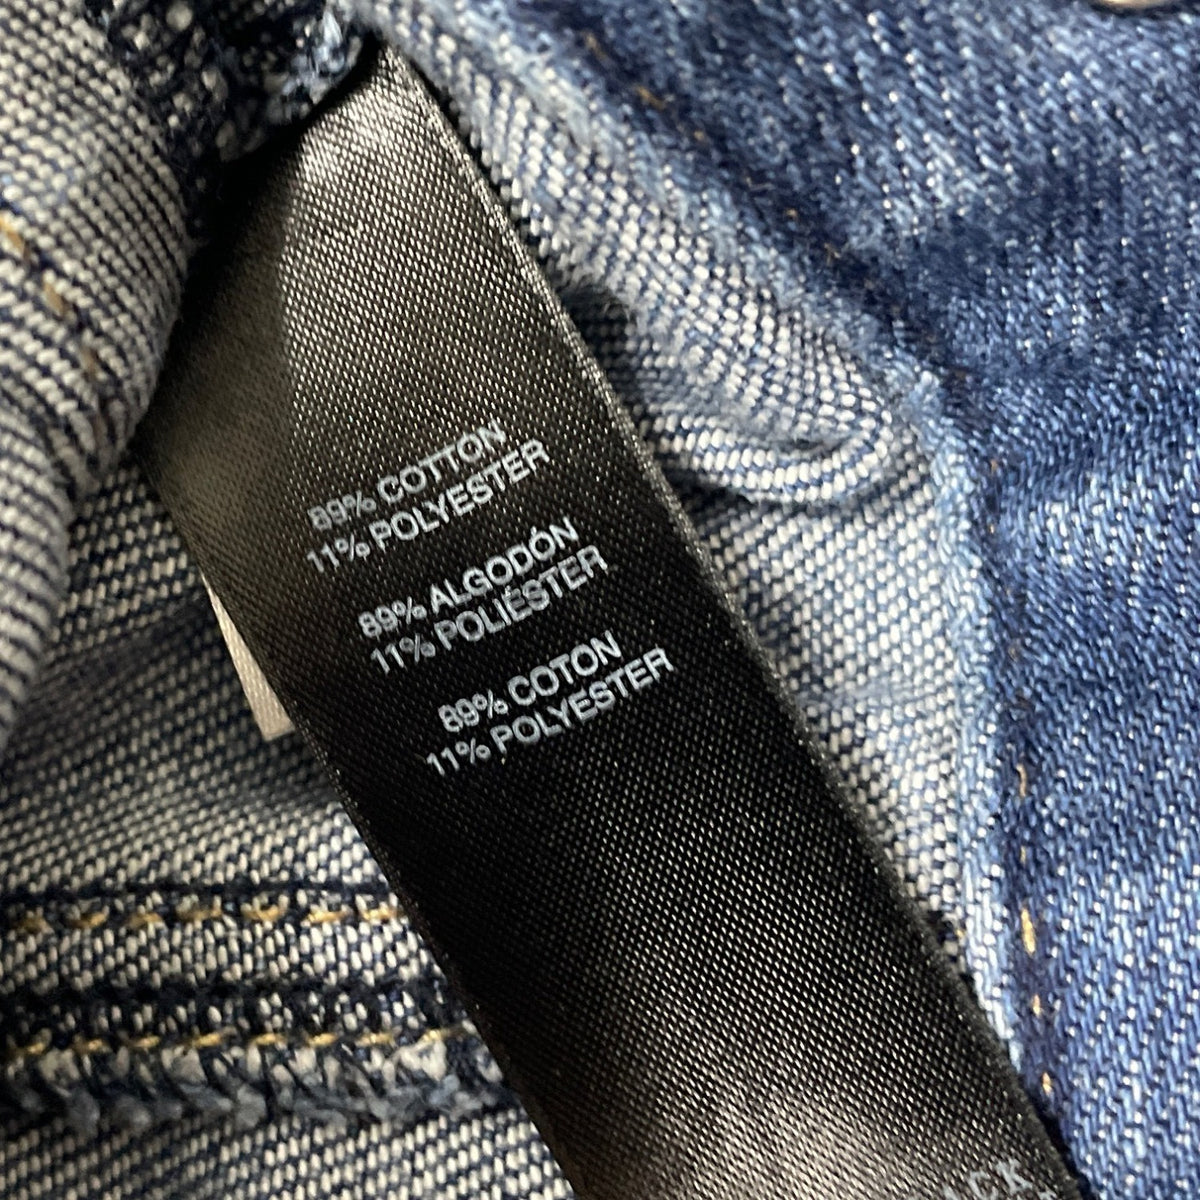 89% COTTON
11% POLYESTER
89% ALGODÓN
11% POLIÉSTER
89% COTON
11% POLYESTER